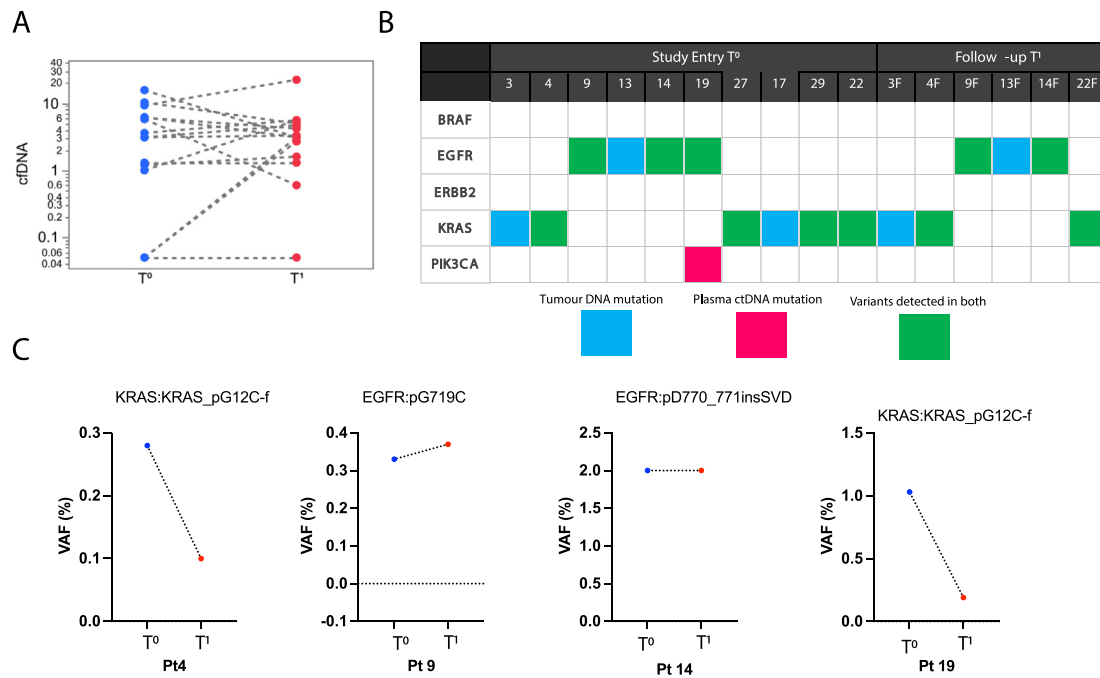 A
40
30
20
10
6
4
3
2
1
0.6
0.4
0.3
0.2
0.1
0.06
0.04
cfDNA
T⁰ T¹
B
Study Entry T⁰ Follow -up T¹
3 4 9 13 14 19 27 17 29 22 3F 4F 9F 13F 14F 22F
BRAF
EGFR
ERBB2
KRAS
PIK3CA
Tumour DNA mutation Plasma ctDNA mutation Variants detected in both
C
KRAS:KRAS_pG12C-f
0.3
0.2
0.1
0.0
VAF (%)
T⁰ T¹
Pt4
EGFR:pG719C
0.4
0.3
0.2
0.1
0.0
-0.1
VAF (%)
T⁰ T¹
Pt 9
EGFR:pD770_771insSVD
2.5
2.0
1.5
1.0
0.5
0.0
VAF (%)
T⁰ T¹
Pt 14
KRAS:KRAS_pG12C-f
1.5
1.0
0.5
0.0
VAF (%)
T⁰ T¹
Pt 19